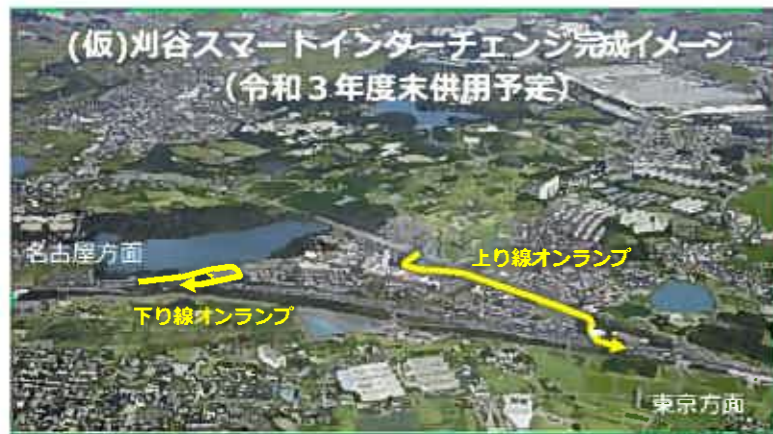 (仮)刈谷スマートインターチェンジ完成イメージ
(令和3年度末供用予定)
名古屋方面
上り線オンランプ
下り線オンランプ
東京方面